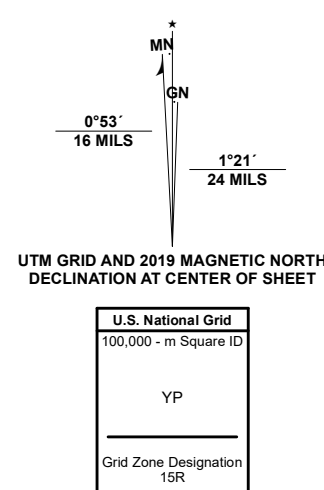 ★
MN
GN
0°53´
16 MILS
1°21´
24 MILS
UTM GRID AND 2019 MAGNETIC NORTH
DECLINATION AT CENTER OF SHEET
U.S. National Grid
100,000 - m Square ID
YP
Grid Zone Designation
15R